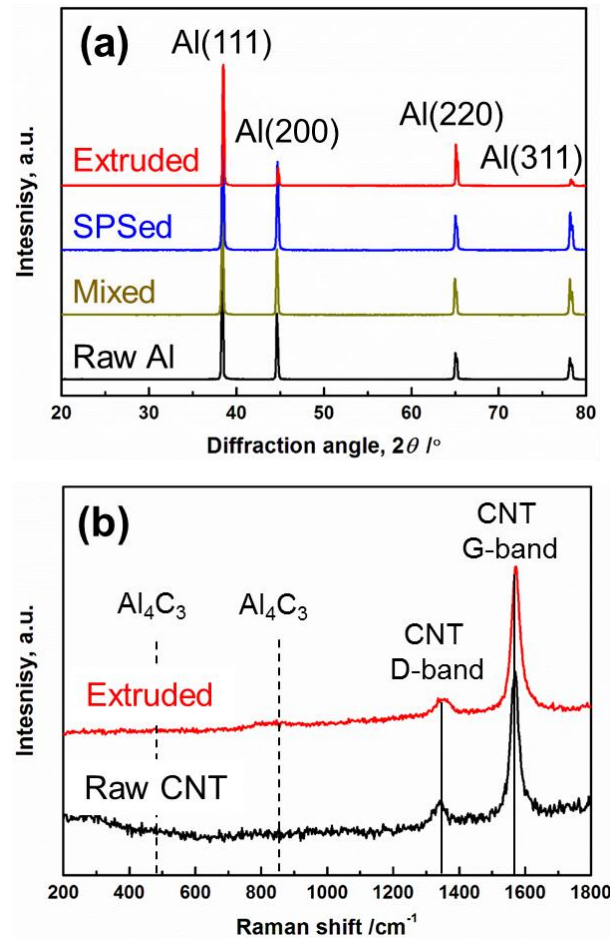 (a)
Al(111)
Al(200)
Al(220)
Al(311)
Extruded
SPSed
Mixed
Raw Al
Intesnisy, a.u.
20 30 40 50 60 70 80
Diffraction angle, 2θ /°
(b)
CNT
G-band
Al₄C₃ Al₄C₃
CNT
D-band
Extruded
Raw CNT
Intesnisy, a.u.
200 400 600 800 1000 1200 1400 1600 1800
Raman shift /cm⁻¹